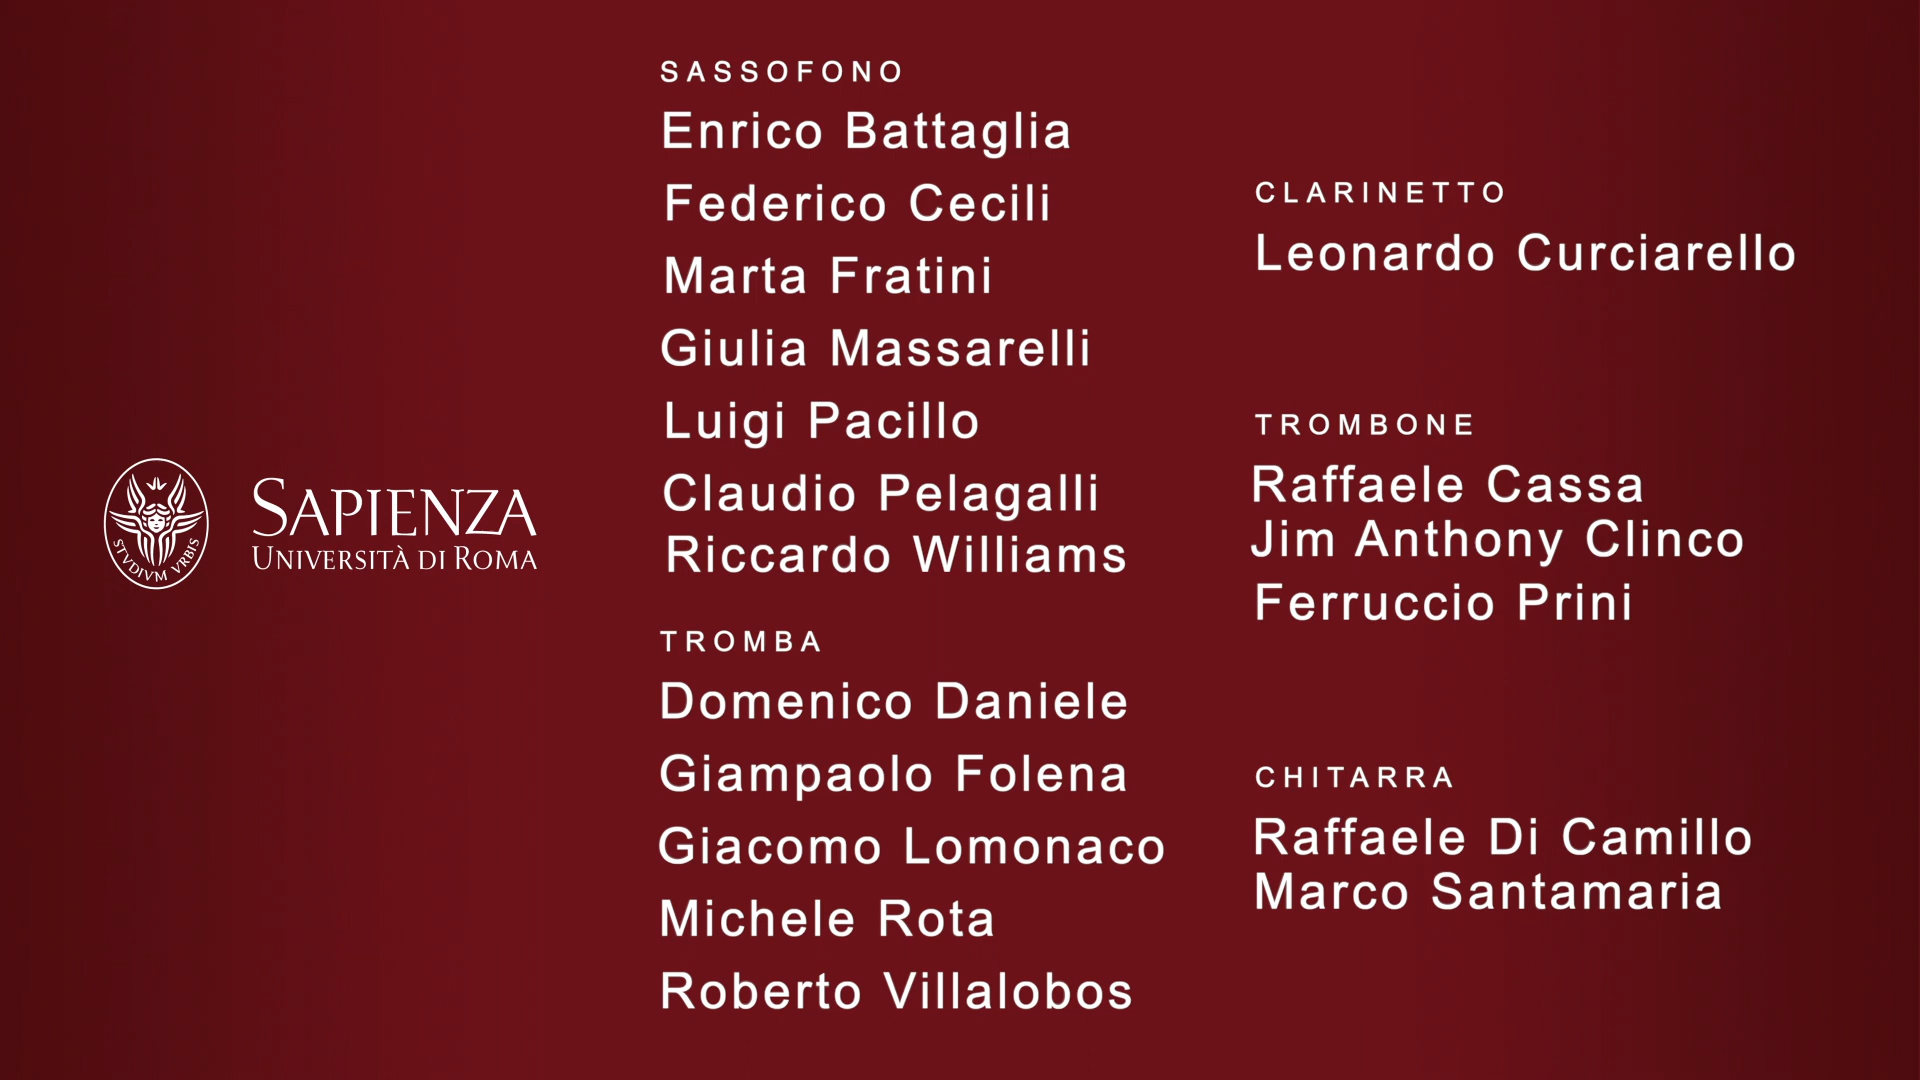 STVDIVM VRBIS
SAPIENZA
UNIVERSITÀ DI ROMA
SASSOFONO
Enrico Battaglia
Federico Cecili
Marta Fratini
Giulia Massarelli
Luigi Pacillo
Claudio Pelagalli
Riccardo Williams
TROMBA
Domenico Daniele
Giampaolo Folena
Giacomo Lomonaco
Michele Rota
Roberto Villalobos
CLARINETTO
Leonardo Curciarello
TROMBONE
Raffaele Cassa
Jim Anthony Clinco
Ferruccio Prini
CHITARRA
Raffaele Di Camillo
Marco Santamaria